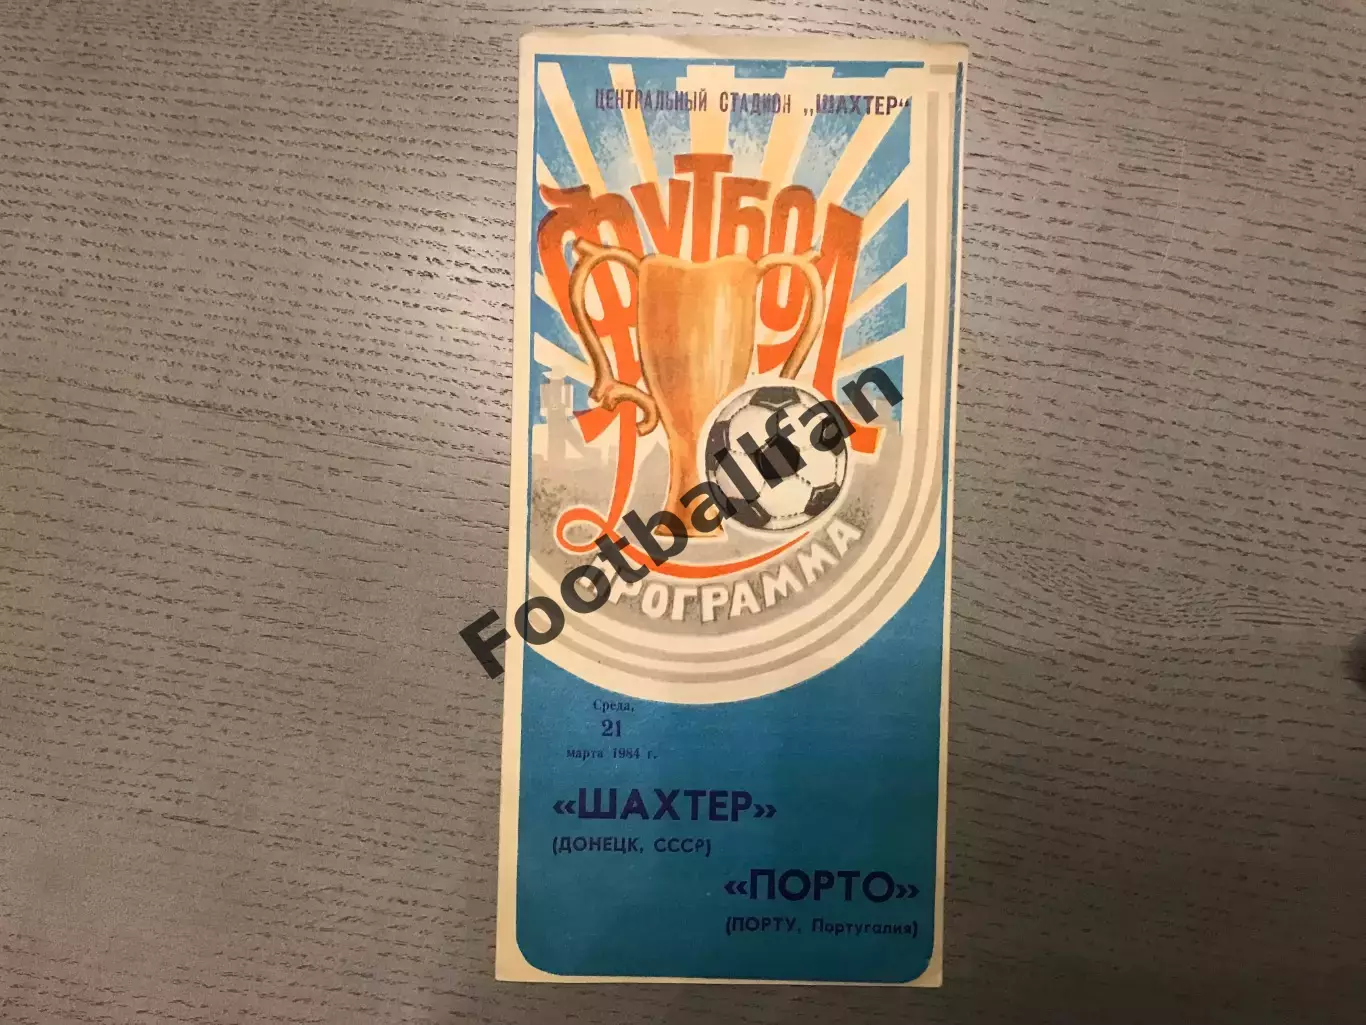 ЦЕНТРАЛЬНЫЙ СТАДИОН „ШАХТЕР"
ФУТБОЛ
ПРОГРАММА
Footballfan
Среда,
21
марта 1984 г.
«ШАХТЕР»
(ДОНЕЦК, СССР)
«ПОРТО»
(ПОРТУ, Португалия)